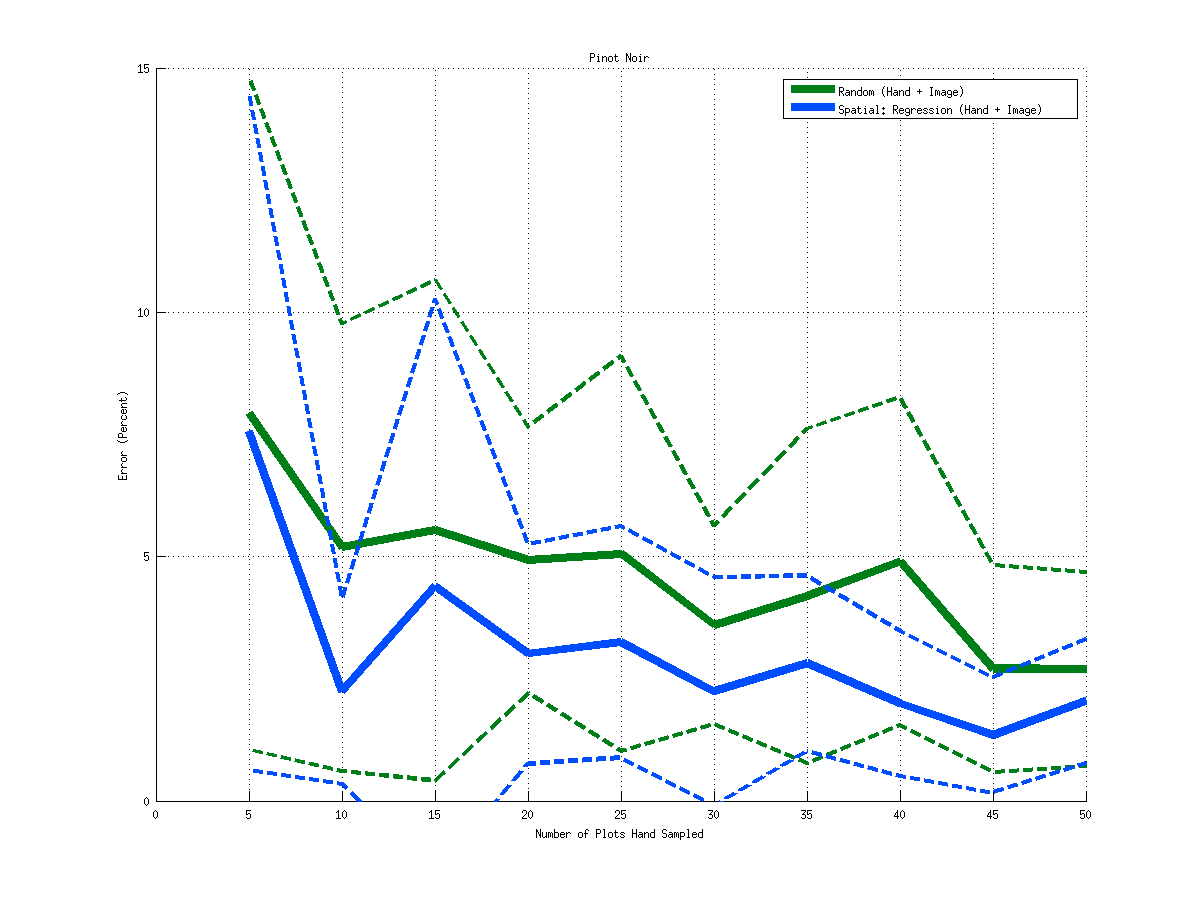 Pinot Noir
15
Random (Hand + Image)
Spatial: Regression (Hand + Image)
10
Error (Percent)
5
0
0 5 10 15 20 25 30 35 40 45 50
Number of Plots Hand Sampled